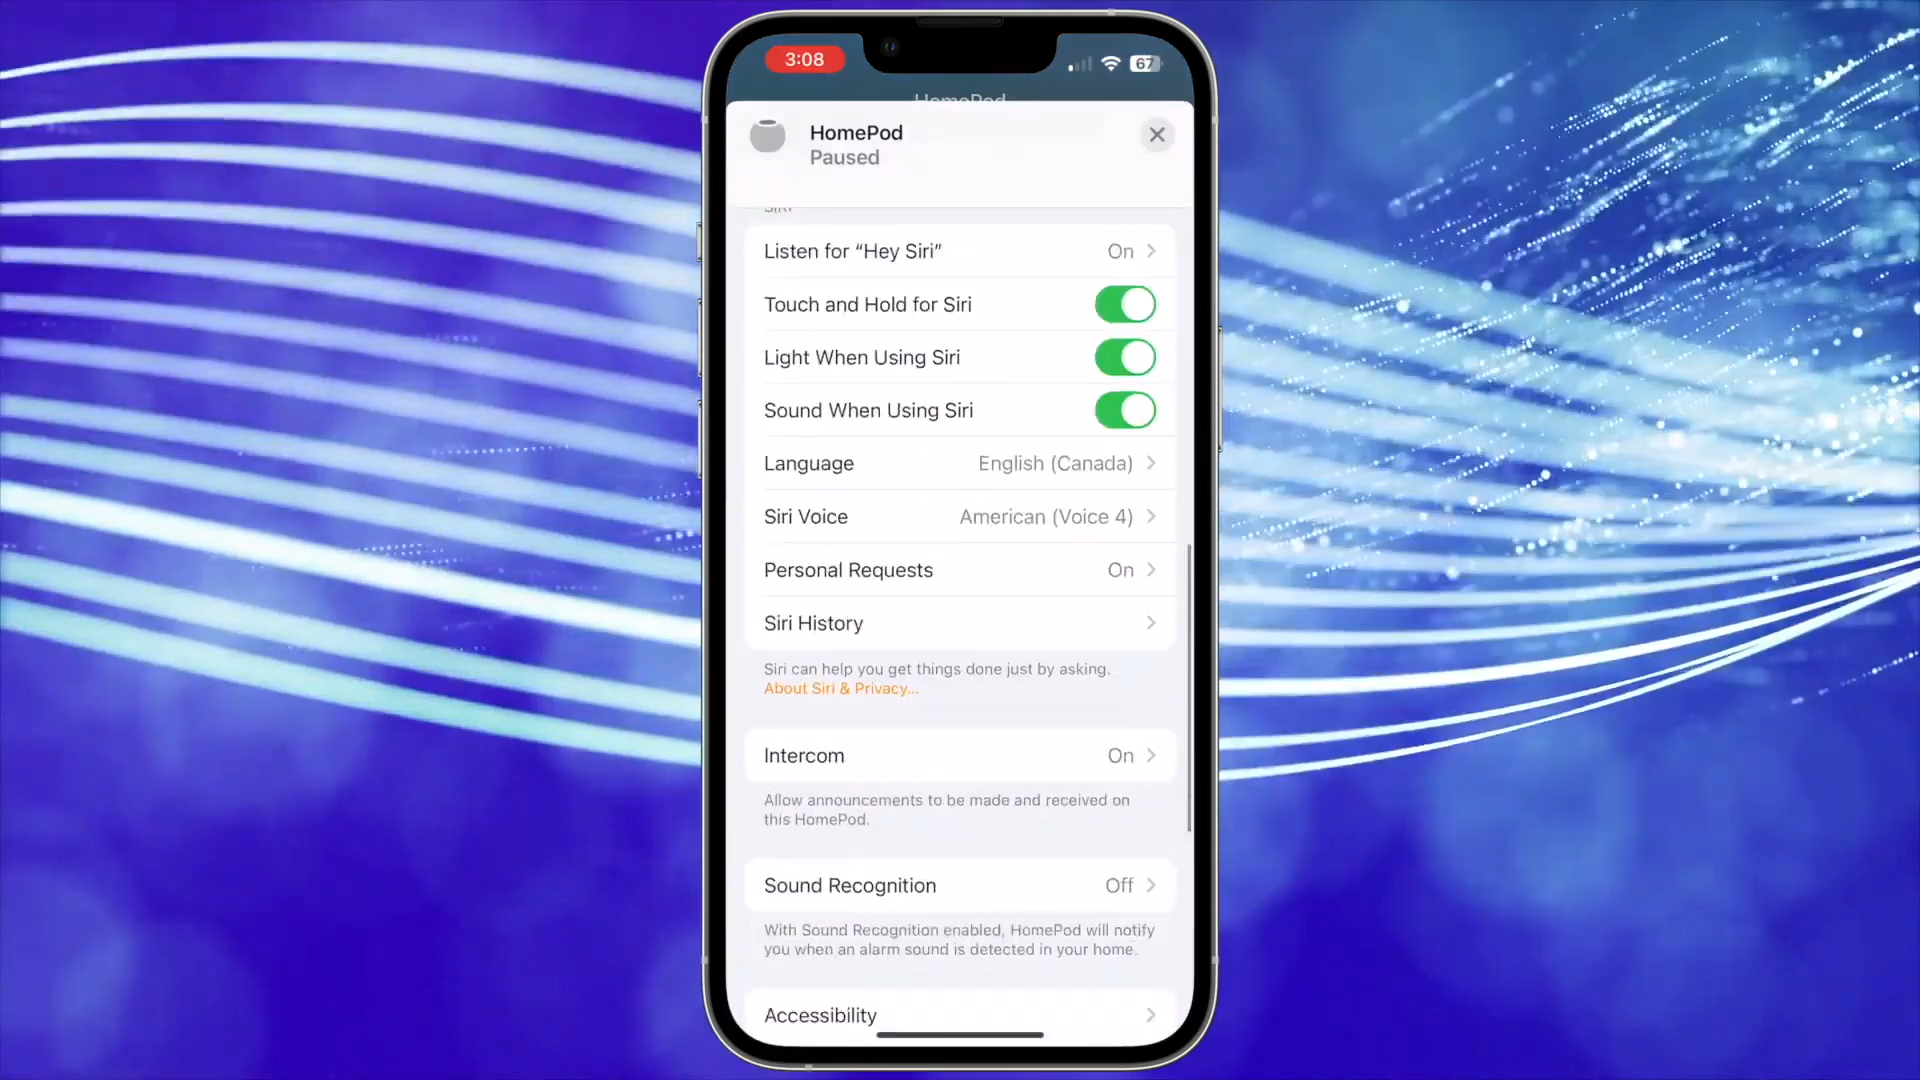 3:08
67
HomePod
HomePod
Paused
SIRI
Listen for “Hey Siri”
On
Touch and Hold for Siri
Light When Using Siri
Sound When Using Siri
Language
English (Canada)
Siri Voice
American (Voice 4)
Personal Requests
On
Siri History
Siri can help you get things done just by asking.
About Siri & Privacy...
Intercom
On
Allow announcements to be made and received on
this HomePod.
Sound Recognition
Off
With Sound Recognition enabled, HomePod will notify
you when an alarm sound is detected in your home.
Accessibility